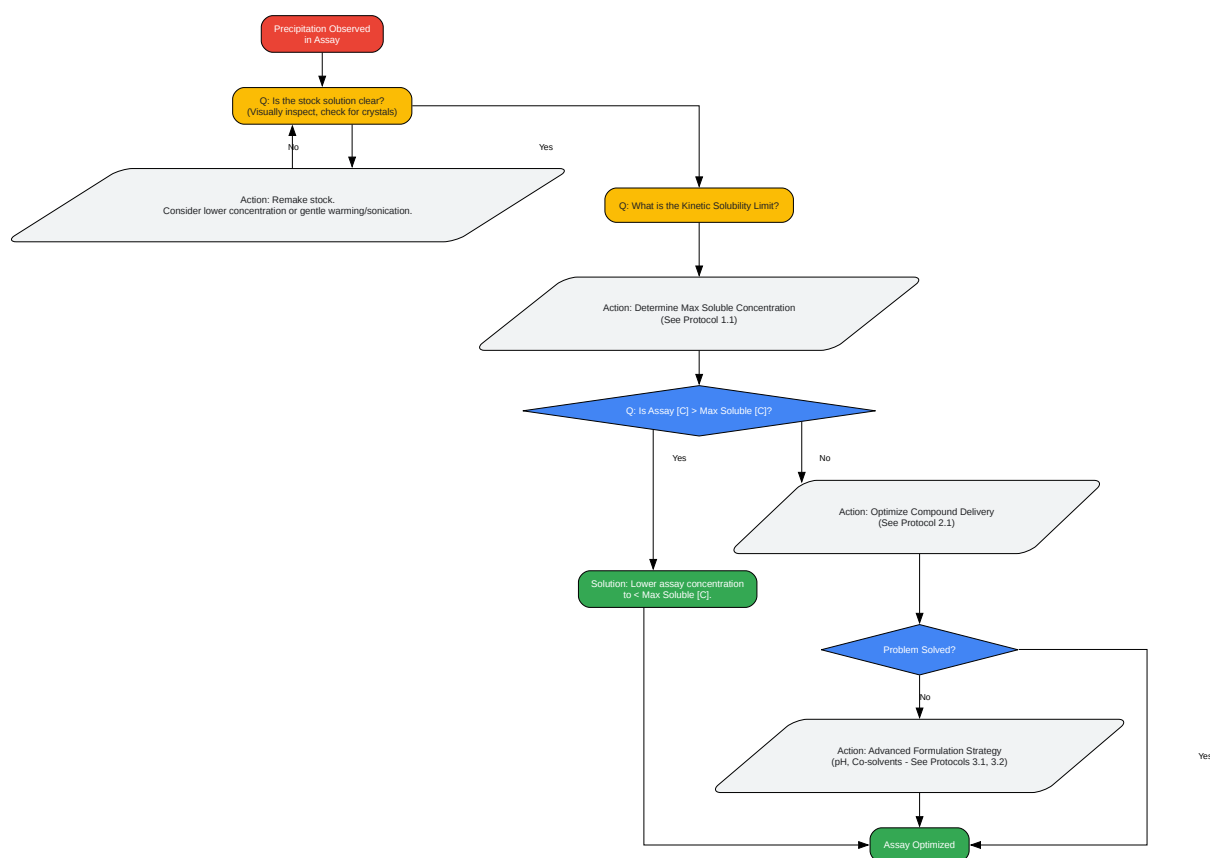 Precipitation Observed
in Assay
Q: Is the stock solution clear?
(Visually inspect, check for crystals)
No
Yes
Action: Remake stock.
Consider lower concentration or gentle warming/sonication.
Q: What is the Kinetic Solubility Limit?
Action: Determine Max Soluble Concentration
(See Protocol 1.1)
Q: Is Assay [C] > Max Soluble [C]?
Yes
No
Action: Optimize Compound Delivery
(See Protocol 2.1)
Solution: Lower assay concentration
to < Max Soluble [C].
Problem Solved?
No
Action: Advanced Formulation Strategy
(pH, Co-solvents - See Protocols 3.1, 3.2)
Yes
Assay Optimized